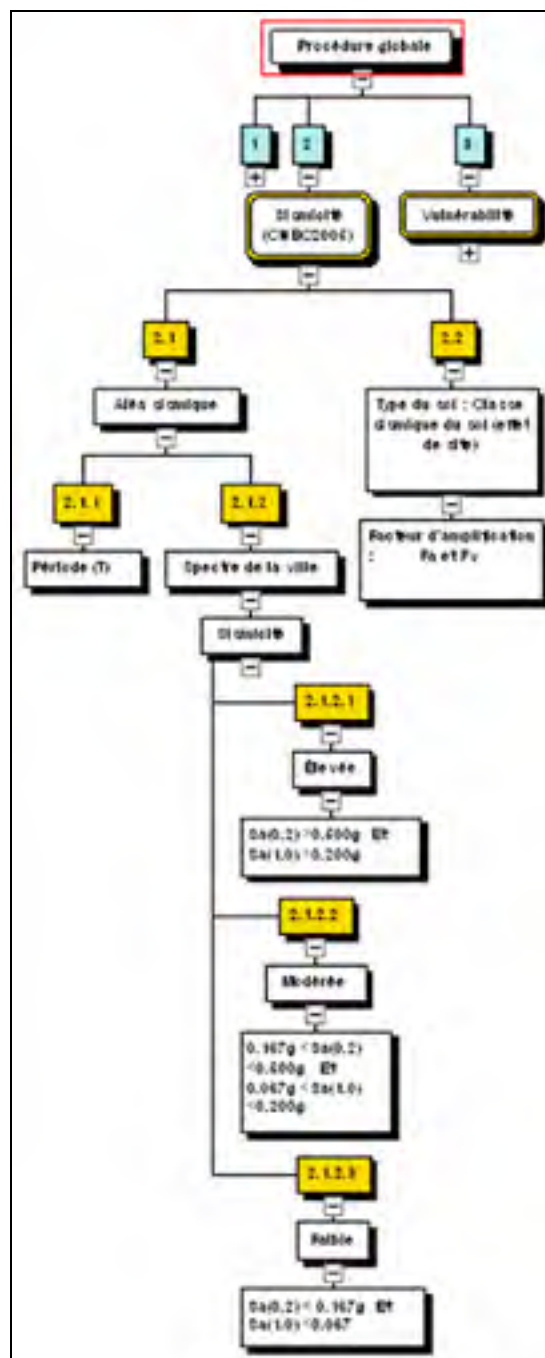 Procédure globale
1
2
3
Sismicité
(CNBC2005)
Vulnérabilité
2.1
2.2
Aléa sismique
Type du sol : Classe
sismique du sol (effet
de site)
2.1.1
2.1.2
Facteur d'amplification
: Fa et Fv
Période (T)
Spectre de la ville
Sismicité
2.1.2.1
Élevée
Sa(0.2) >0.500g Et
Sa(1.0) >0.200g
2.1.2.2
Modérée
0.167g < Sa(0.2)
<0.500g Et
0.067g < Sa(1.0)
<0.200g
2.1.2.3
Faible
Sa(0.2) < 0.167g Et
Sa(1.0) <0.067